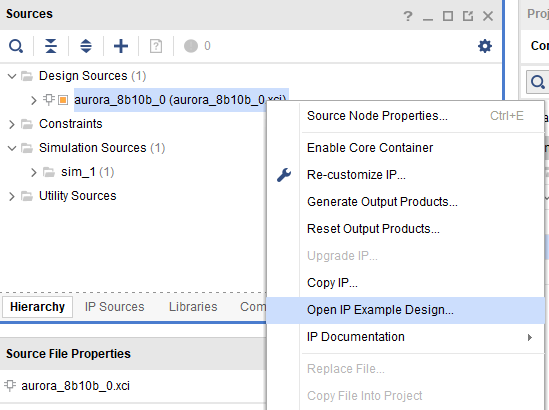 Sources
? _
0
Design Sources (1)
aurora_8b10b_0 (aurora_8b10b_0.xci)
Constraints
Simulation Sources (1)
sim_1 (1)
Utility Sources
Hierarchy IP Sources Libraries Com
Source File Properties
aurora_8b10b_0.xci
Source Node Properties... Ctrl+E
Enable Core Container
Re-customize IP...
Generate Output Products...
Reset Output Products...
Upgrade IP...
Copy IP...
Open IP Example Design...
IP Documentation
Replace File...
Copy File Into Project
Proj
Co